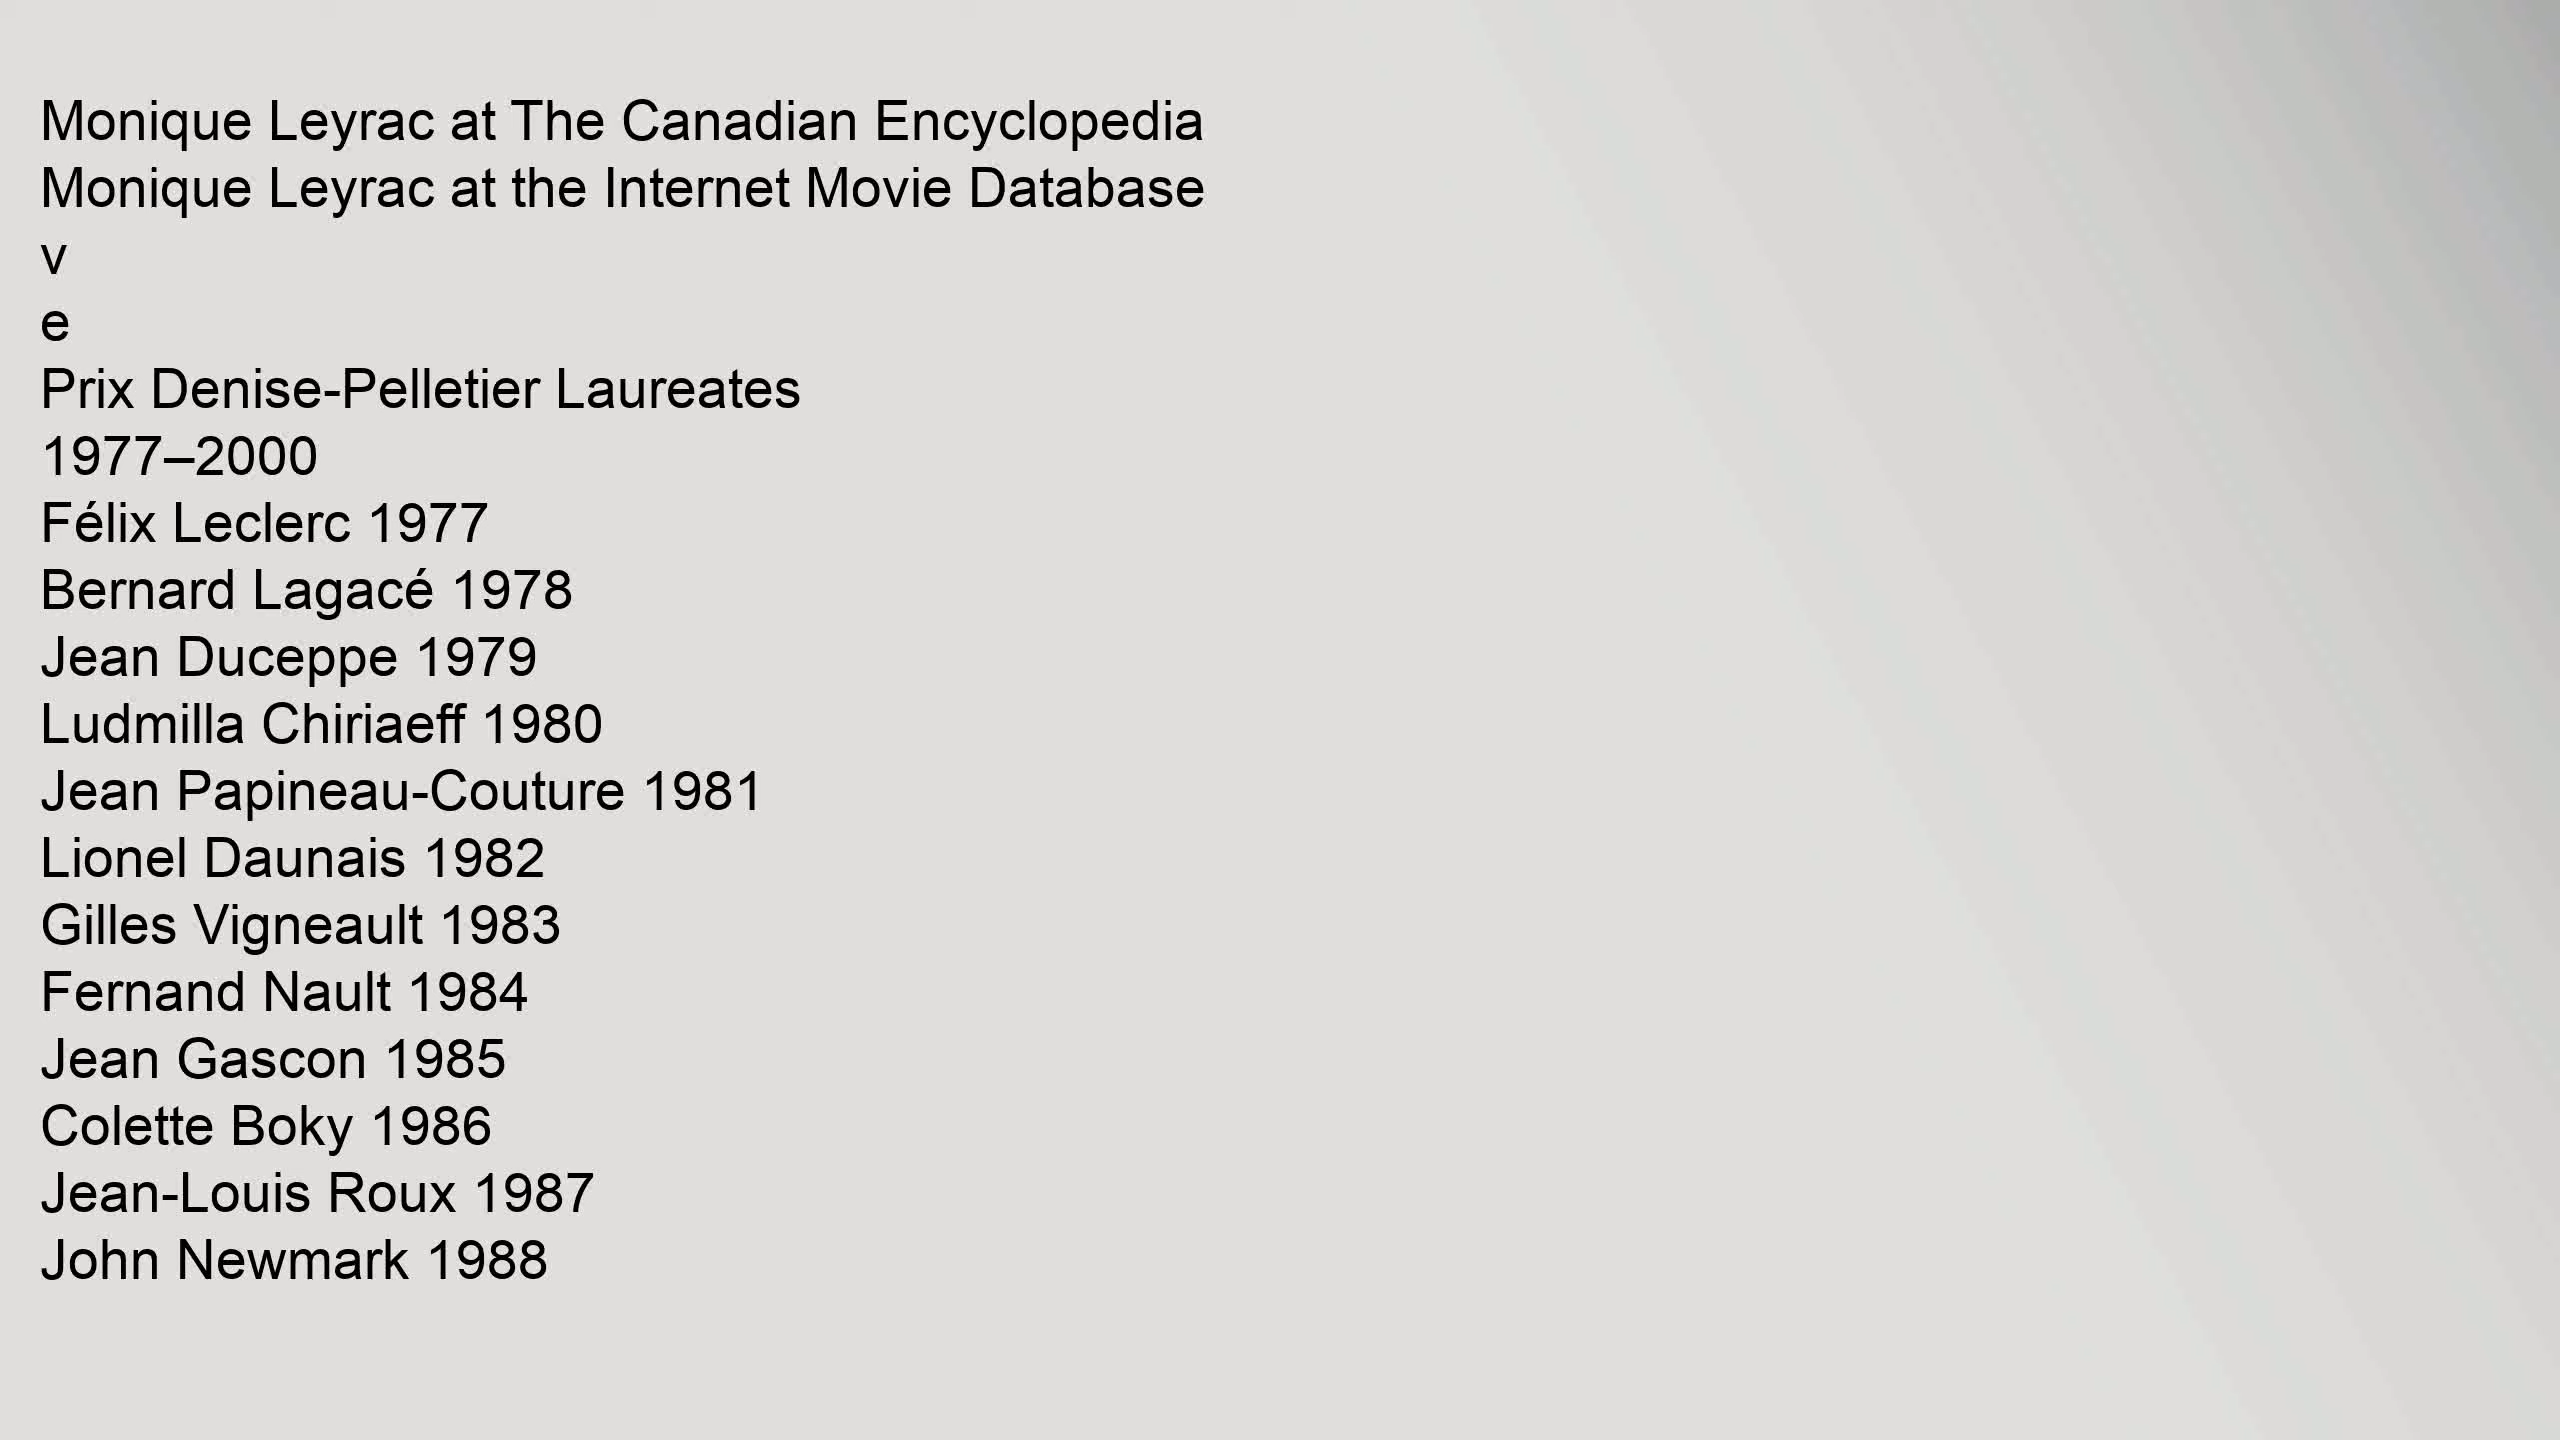 Monique Leyrac at The Canadian Encyclopedia
Monique Leyrac at the Internet Movie Database
v
e
Prix Denise-Pelletier Laureates
1977–2000
Félix Leclerc 1977
Bernard Lagacé 1978
Jean Duceppe 1979
Ludmilla Chiriaeff 1980
Jean Papineau-Couture 1981
Lionel Daunais 1982
Gilles Vigneault 1983
Fernand Nault 1984
Jean Gascon 1985
Colette Boky 1986
Jean-Louis Roux 1987
John Newmark 1988